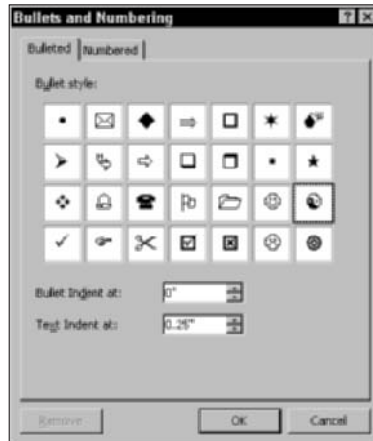 Bullets and Numbering
Bulleted Numbered
Bullet style:
Bullet Indent at: 0"
Text Indent at: 0.25"
Remove OK Cancel